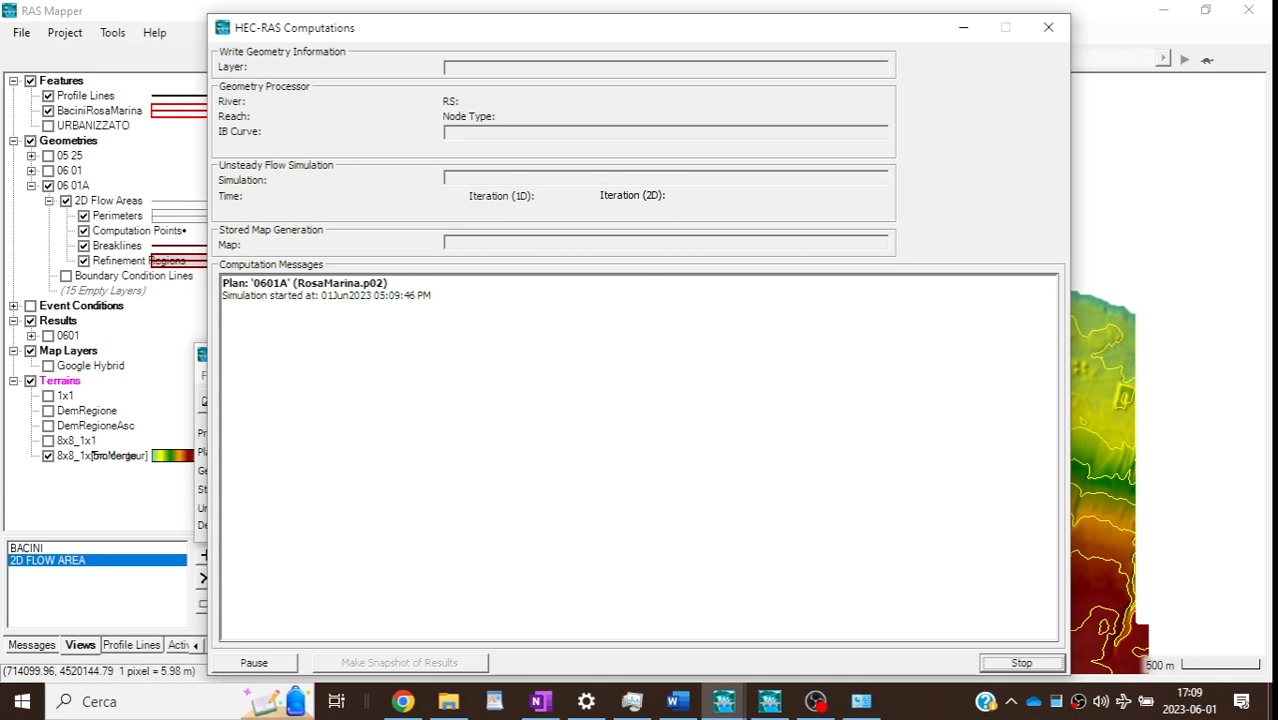 RAS Mapper
File Project Tools Help
Features
Profile Lines
BaciniRosaMarina
URBANIZZATO
Geometries
05 25
06 01
06 01A
2D Flow Areas
Perimeters
Computation Points
Breaklines
Refinement Regions
Boundary Condition Lines
(15 Empty Layers)
Event Conditions
Results
0601
Map Layers
Google Hybrid
Terrains
1x1
DemRegione
DemRegioneAsc
8x8_1x1
BACINI
2D FLOW AREA
Messages Views Profile Lines Activ
(714099.96, 4520144.79 1 pixel = 5.98 m)
HEC-RAS Computations
Write Geometry Information
Layer:
Geometry Processor
River: RS:
Reach: Node Type:
IB Curve:
Unsteady Flow Simulation
Simulation:
Time: Iteration (1D): Iteration (2D):
Stored Map Generation
Map:
Computation Messages
Plan: '0601A' (RosaMarina.p02)
Simulation started at: 01Jun2023 05:09:46 PM
Pause Make Snapshot of Results Stop
500 m
Cerca
17:09
2023-06-01